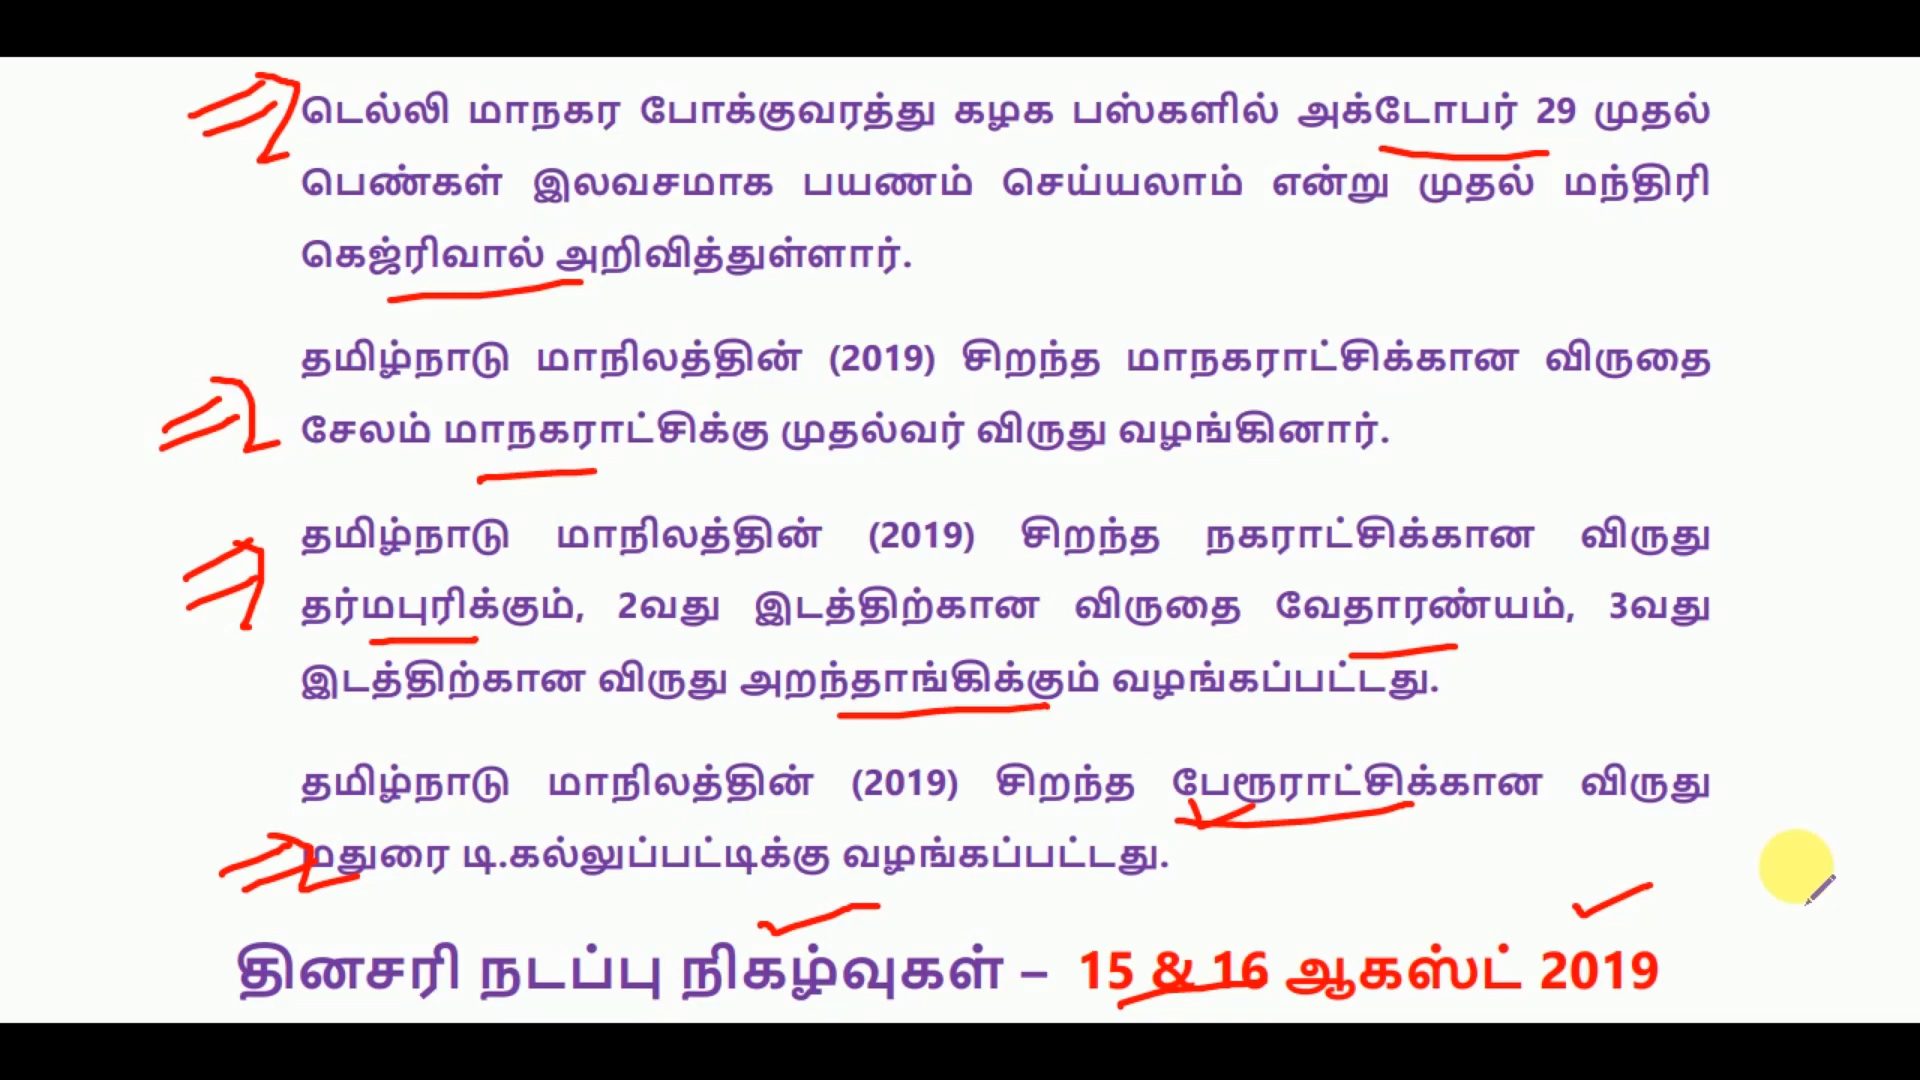 டெல்லி மாநகர போக்குவரத்து கழக பஸ்களில் அக்டோபர் 29 முதல்
பெண்கள் இலவசமாக பயணம் செய்யலாம் என்று முதல் மந்திரி
கெஜ்ரிவால் அறிவித்துள்ளார்.
தமிழ்நாடு மாநிலத்தின் (2019) சிறந்த மாநகராட்சிக்கான விருதை
சேலம் மாநகராட்சிக்கு முதல்வர் விருது வழங்கினார்.
தமிழ்நாடு மாநிலத்தின் (2019) சிறந்த நகராட்சிக்கான விருது
தர்மபுரிக்கும், 2வது இடத்திற்கான விருதை வேதாரண்யம், 3வது
இடத்திற்கான விருது அறந்தாங்கிக்கும் வழங்கப்பட்டது.
தமிழ்நாடு மாநிலத்தின் (2019) சிறந்த பேரூராட்சிக்கான விருது
மதுரை டி.கல்லுப்பட்டிக்கு வழங்கப்பட்டது.
தினசரி நடப்பு நிகழ்வுகள் – 15 & 16 ஆகஸ்ட் 2019